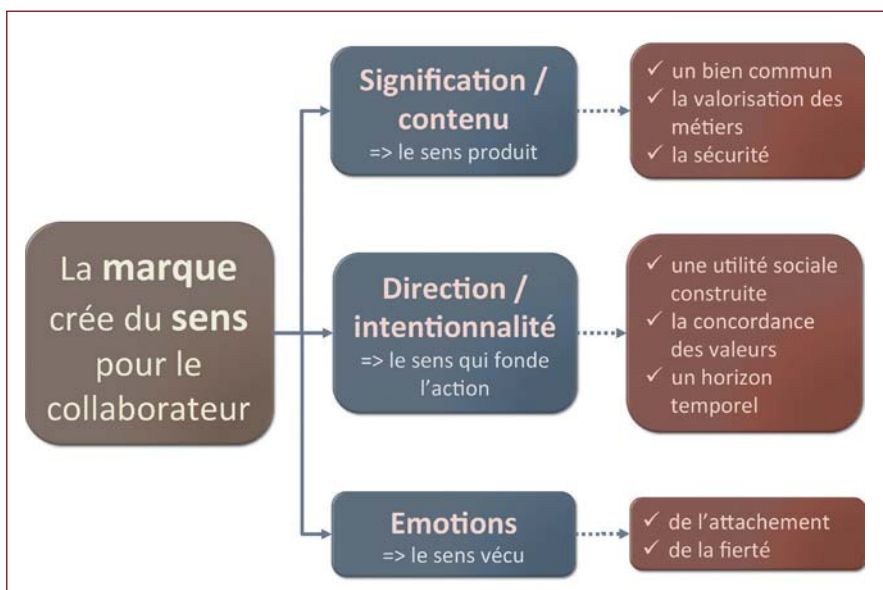 La marque
crée du sens
pour le
collaborateur
Signification /
contenu
=> le sens produit
✓ un bien commun
✓ la valorisation des
métiers
✓ la sécurité
Direction /
intentionnalité
=> le sens qui fonde
l'action
✓ une utilité sociale
construite
✓ la concordance
des valeurs
✓ un horizon
temporel
Emotions
=> le sens vécu
✓ de l'attachement
✓ de la fierté